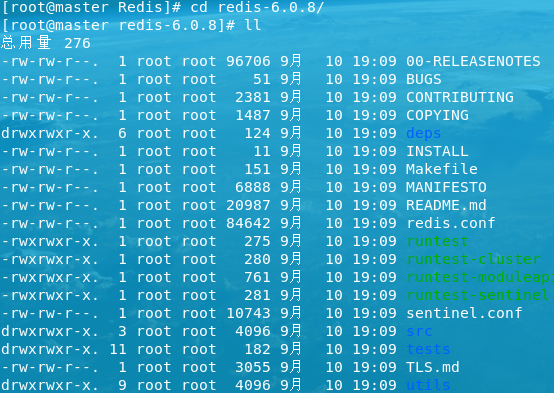 [root@master Redis]# cd redis-6.0.8/
[root@master redis-6.0.8]# ll
总用量 276
-rw-rw-r--. 1 root root 96706 9月 10 19:09 00-RELEASENOTES
-rw-rw-r--. 1 root root 51 9月 10 19:09 BUGS
-rw-rw-r--. 1 root root 2381 9月 10 19:09 CONTRIBUTING
-rw-rw-r--. 1 root root 1487 9月 10 19:09 COPYING
drwxrwxr-x. 6 root root 124 9月 10 19:09 deps
-rw-rw-r--. 1 root root 11 9月 10 19:09 INSTALL
-rw-rw-r--. 1 root root 151 9月 10 19:09 Makefile
-rw-rw-r--. 1 root root 6888 9月 10 19:09 MANIFESTO
-rw-rw-r--. 1 root root 20987 9月 10 19:09 README.md
-rw-rw-r--. 1 root root 84642 9月 10 19:09 redis.conf
-rwxrwxr-x. 1 root root 275 9月 10 19:09 runtest
-rwxrwxr-x. 1 root root 280 9月 10 19:09 runtest-cluster
-rwxrwxr-x. 1 root root 761 9月 10 19:09 runtest-moduleap
-rwxrwxr-x. 1 root root 281 9月 10 19:09 runtest-sentinel
-rw-rw-r--. 1 root root 10743 9月 10 19:09 sentinel.conf
drwxrwxr-x. 3 root root 4096 9月 10 19:09 src
drwxrwxr-x. 11 root root 182 9月 10 19:09 tests
-rw-rw-r--. 1 root root 3055 9月 10 19:09 TLS.md
drwxrwxr-x. 9 root root 4096 9月 10 19:09 utils